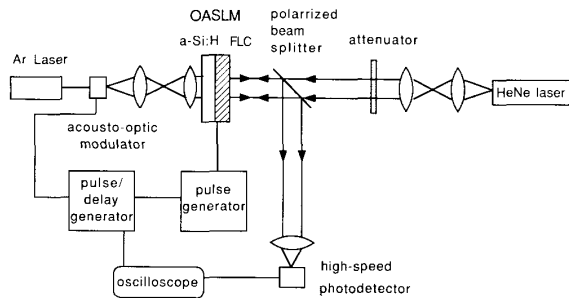 OASLM
a-Si:H FLC
polarrized
beam
splitter
attenuator
Ar Laser
HeNe laser
acousto-optic
modulator
pulse/
delay
generator
pulse
generator
oscilloscope
high-speed
photodetector